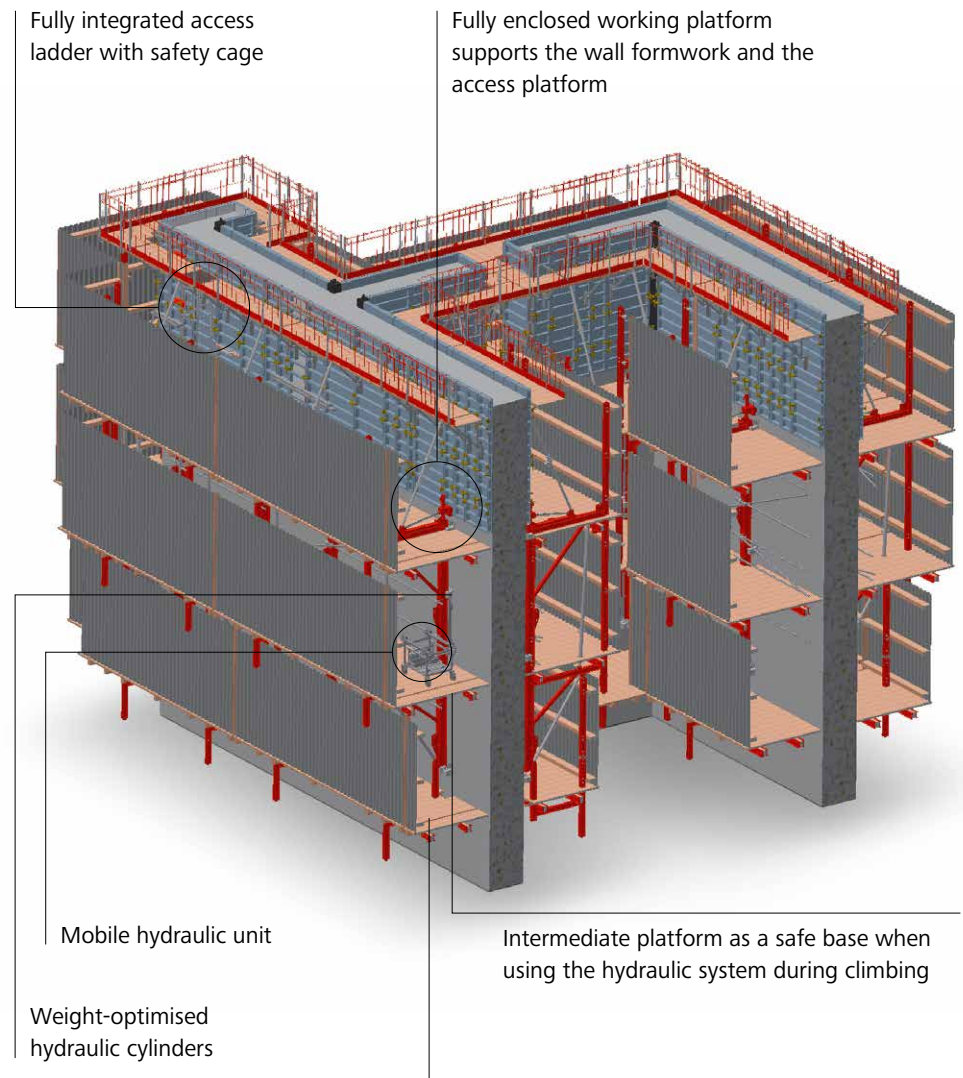 Fully integrated access
ladder with safety cage
Fully enclosed working platform
supports the wall formwork and the
access platform
Mobile hydraulic unit
Intermediate platform as a safe base when
using the hydraulic system during climbing
Weight-optimised
hydraulic cylinders